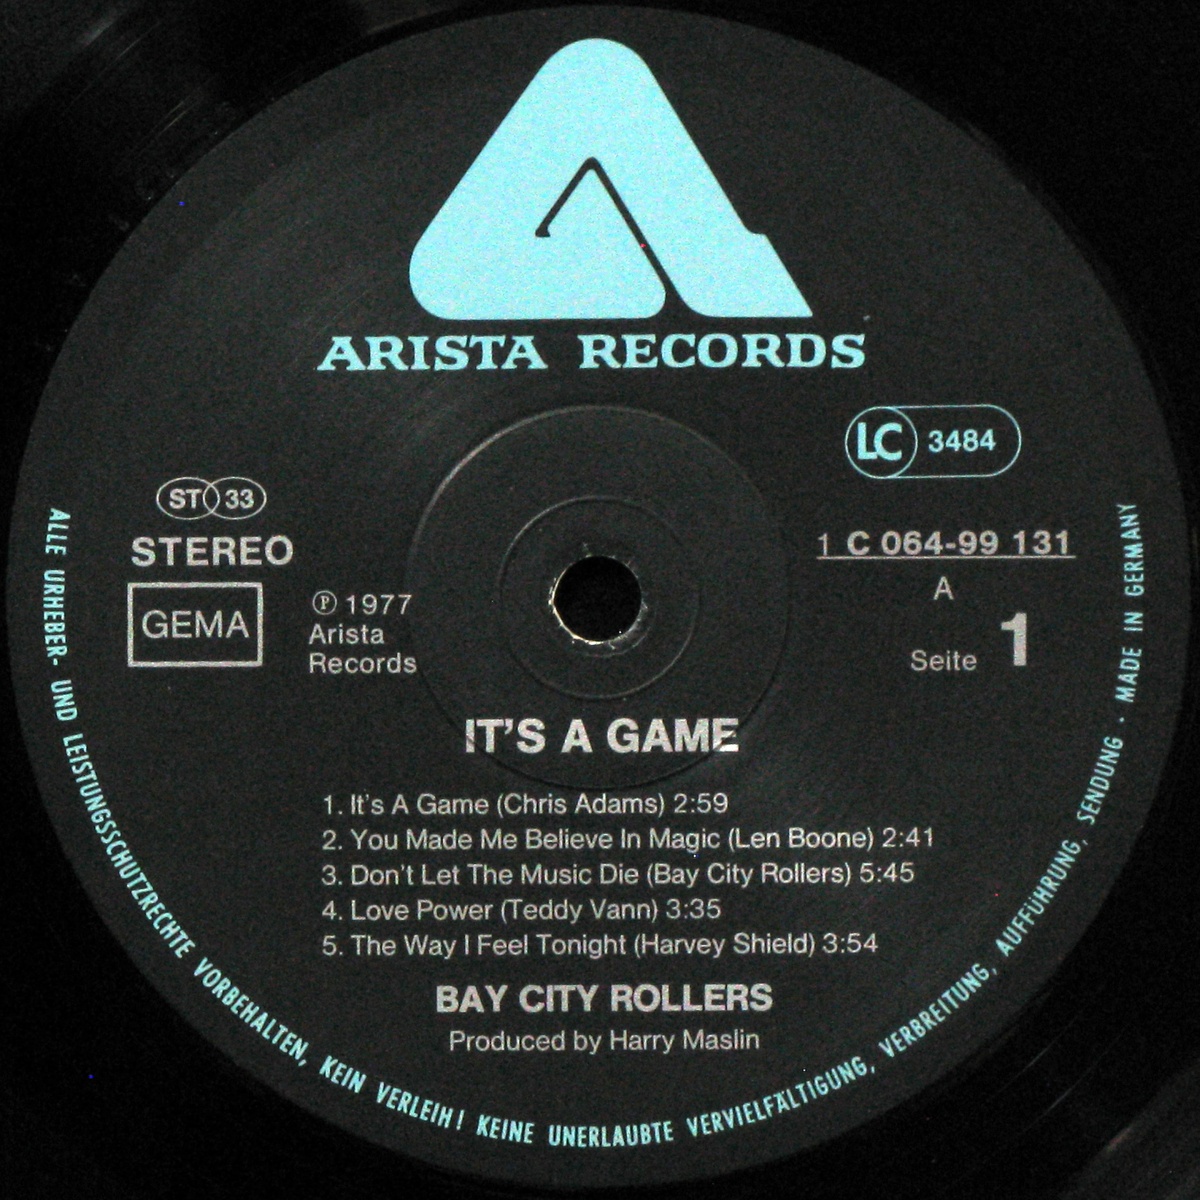 ARISTA RECORDS
LC 3484
ST 33
STEREO
GEMA
℗ 1977
Arista
Records
1 C 064-99 131
A
Seite 1
IT'S A GAME
1. It's A Game (Chris Adams) 2:59
2. You Made Me Believe In Magic (Len Boone) 2:41
3. Don't Let The Music Die (Bay City Rollers) 5:45
4. Love Power (Teddy Vann) 3:35
5. The Way I Feel Tonight (Harvey Shield) 3:54
BAY CITY ROLLERS
Produced by Harry Maslin
ALLE URHEBER- UND LEISTUNGSSCHUTZRECHTE VORBEHALTEN, KEIN VERLEIH! KEINE UNERLAUBTE VERVIELFÄLTIGUNG, VERBREITUNG, AUFFÜHRUNG, SENDUNG · MADE IN GERMANY